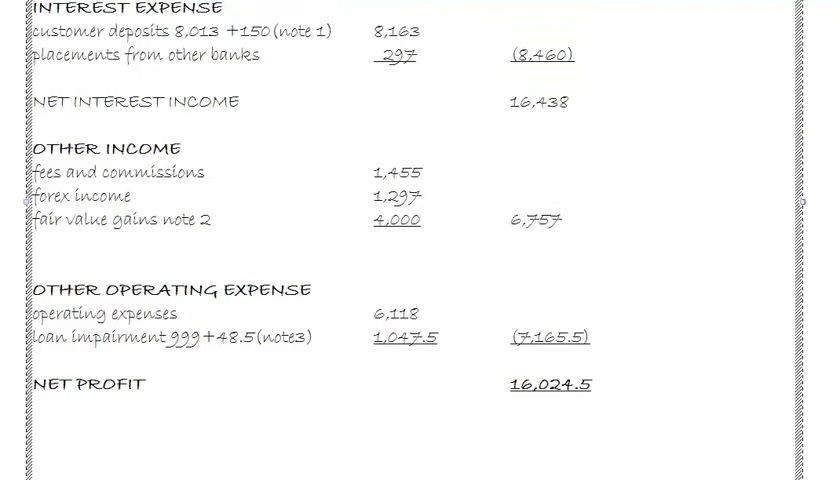 INTEREST EXPENSE
customer deposits 8,013 +150 (note 1) 8,163
placements from other banks 297 (8,460)
NET INTEREST INCOME 16,438
OTHER INCOME
fees and commissions 1,455
forex income 1,297
fair value gains note 2 4,000 6,757
OTHER OPERATING EXPENSE
operating expenses 6,118
loan impairment 999+48.5(note3) 1,047.5 (7,165.5)
NET PROFIT 16,024.5